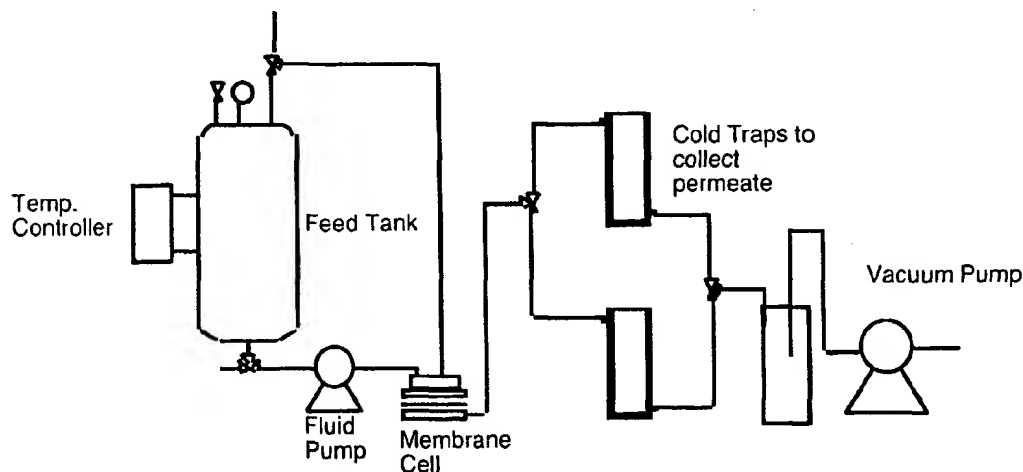 Temp.
Controller
Feed Tank
Fluid
Pump
Membrane
Cell
Cold Traps to
collect
permeate
Vacuum Pump